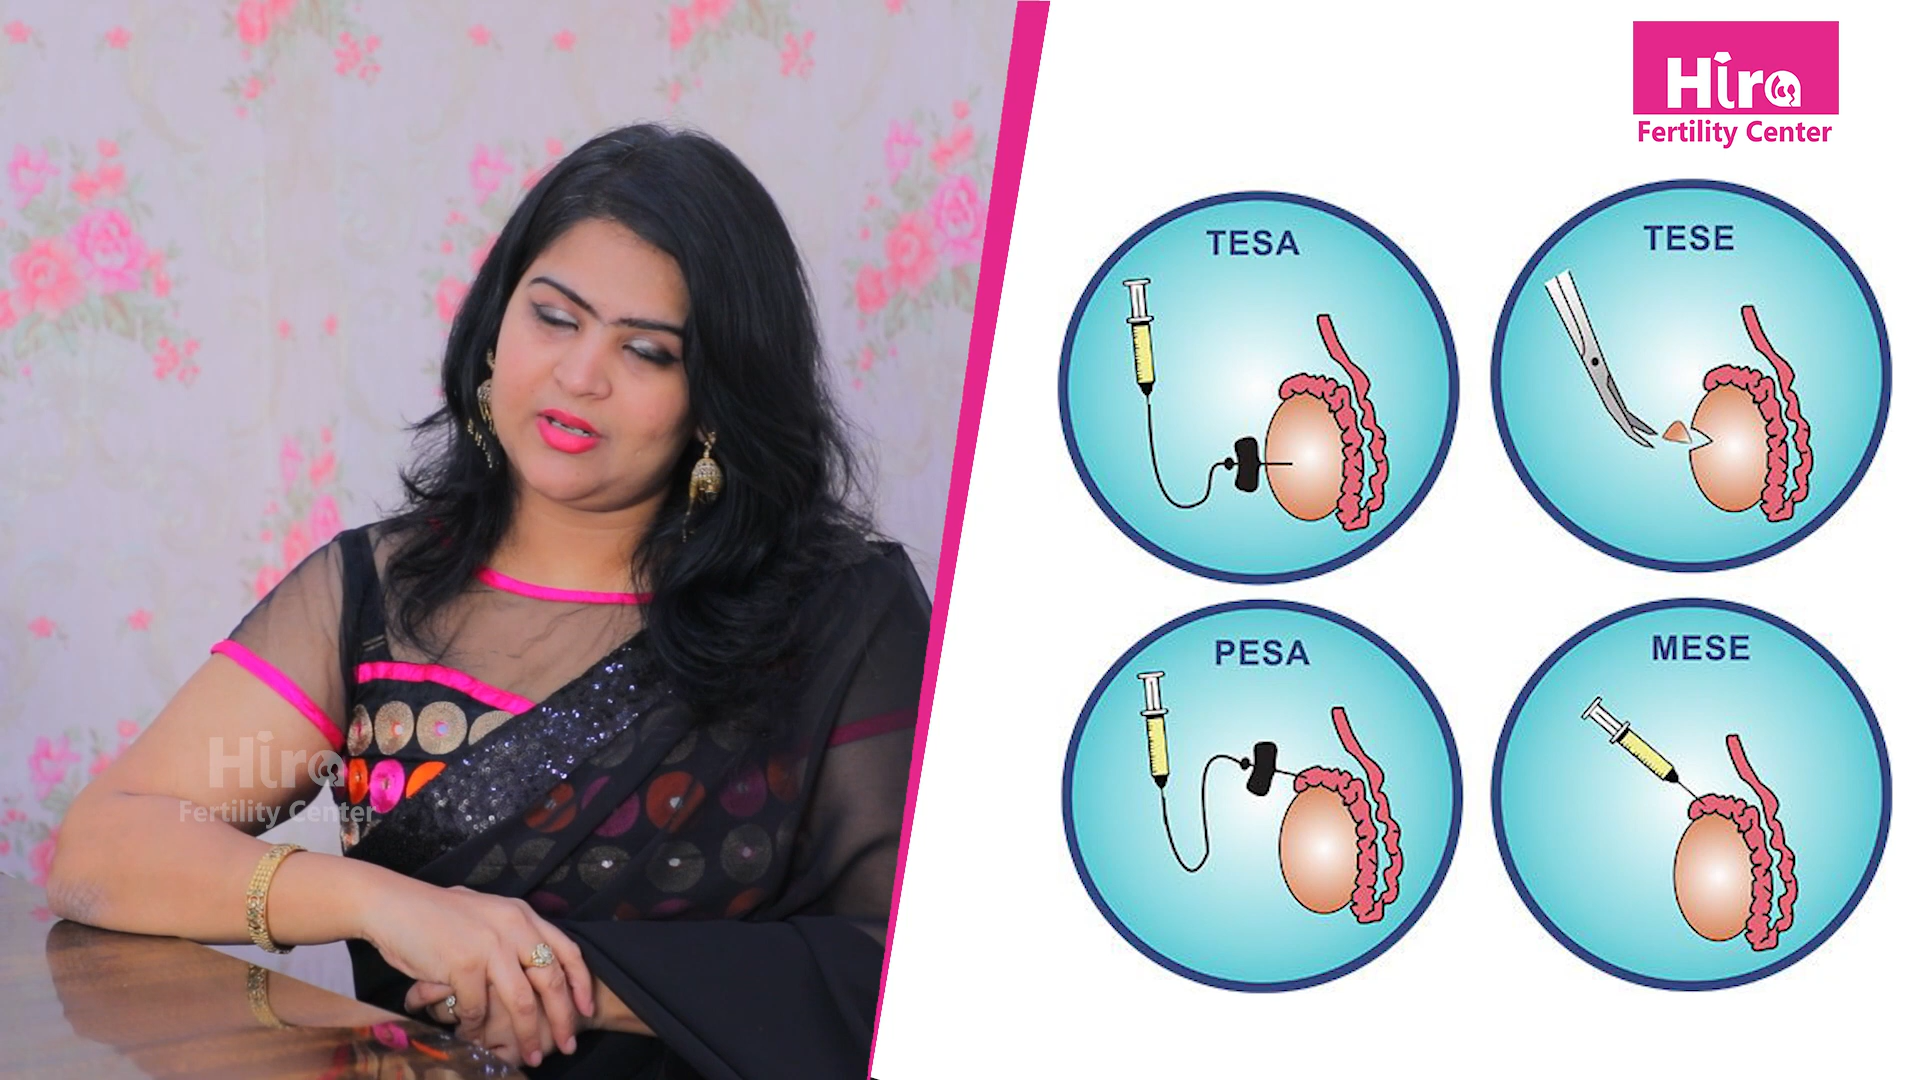 Hira
Fertility Center
TESA
TESE
PESA
MESE
Hira
Fertility Center